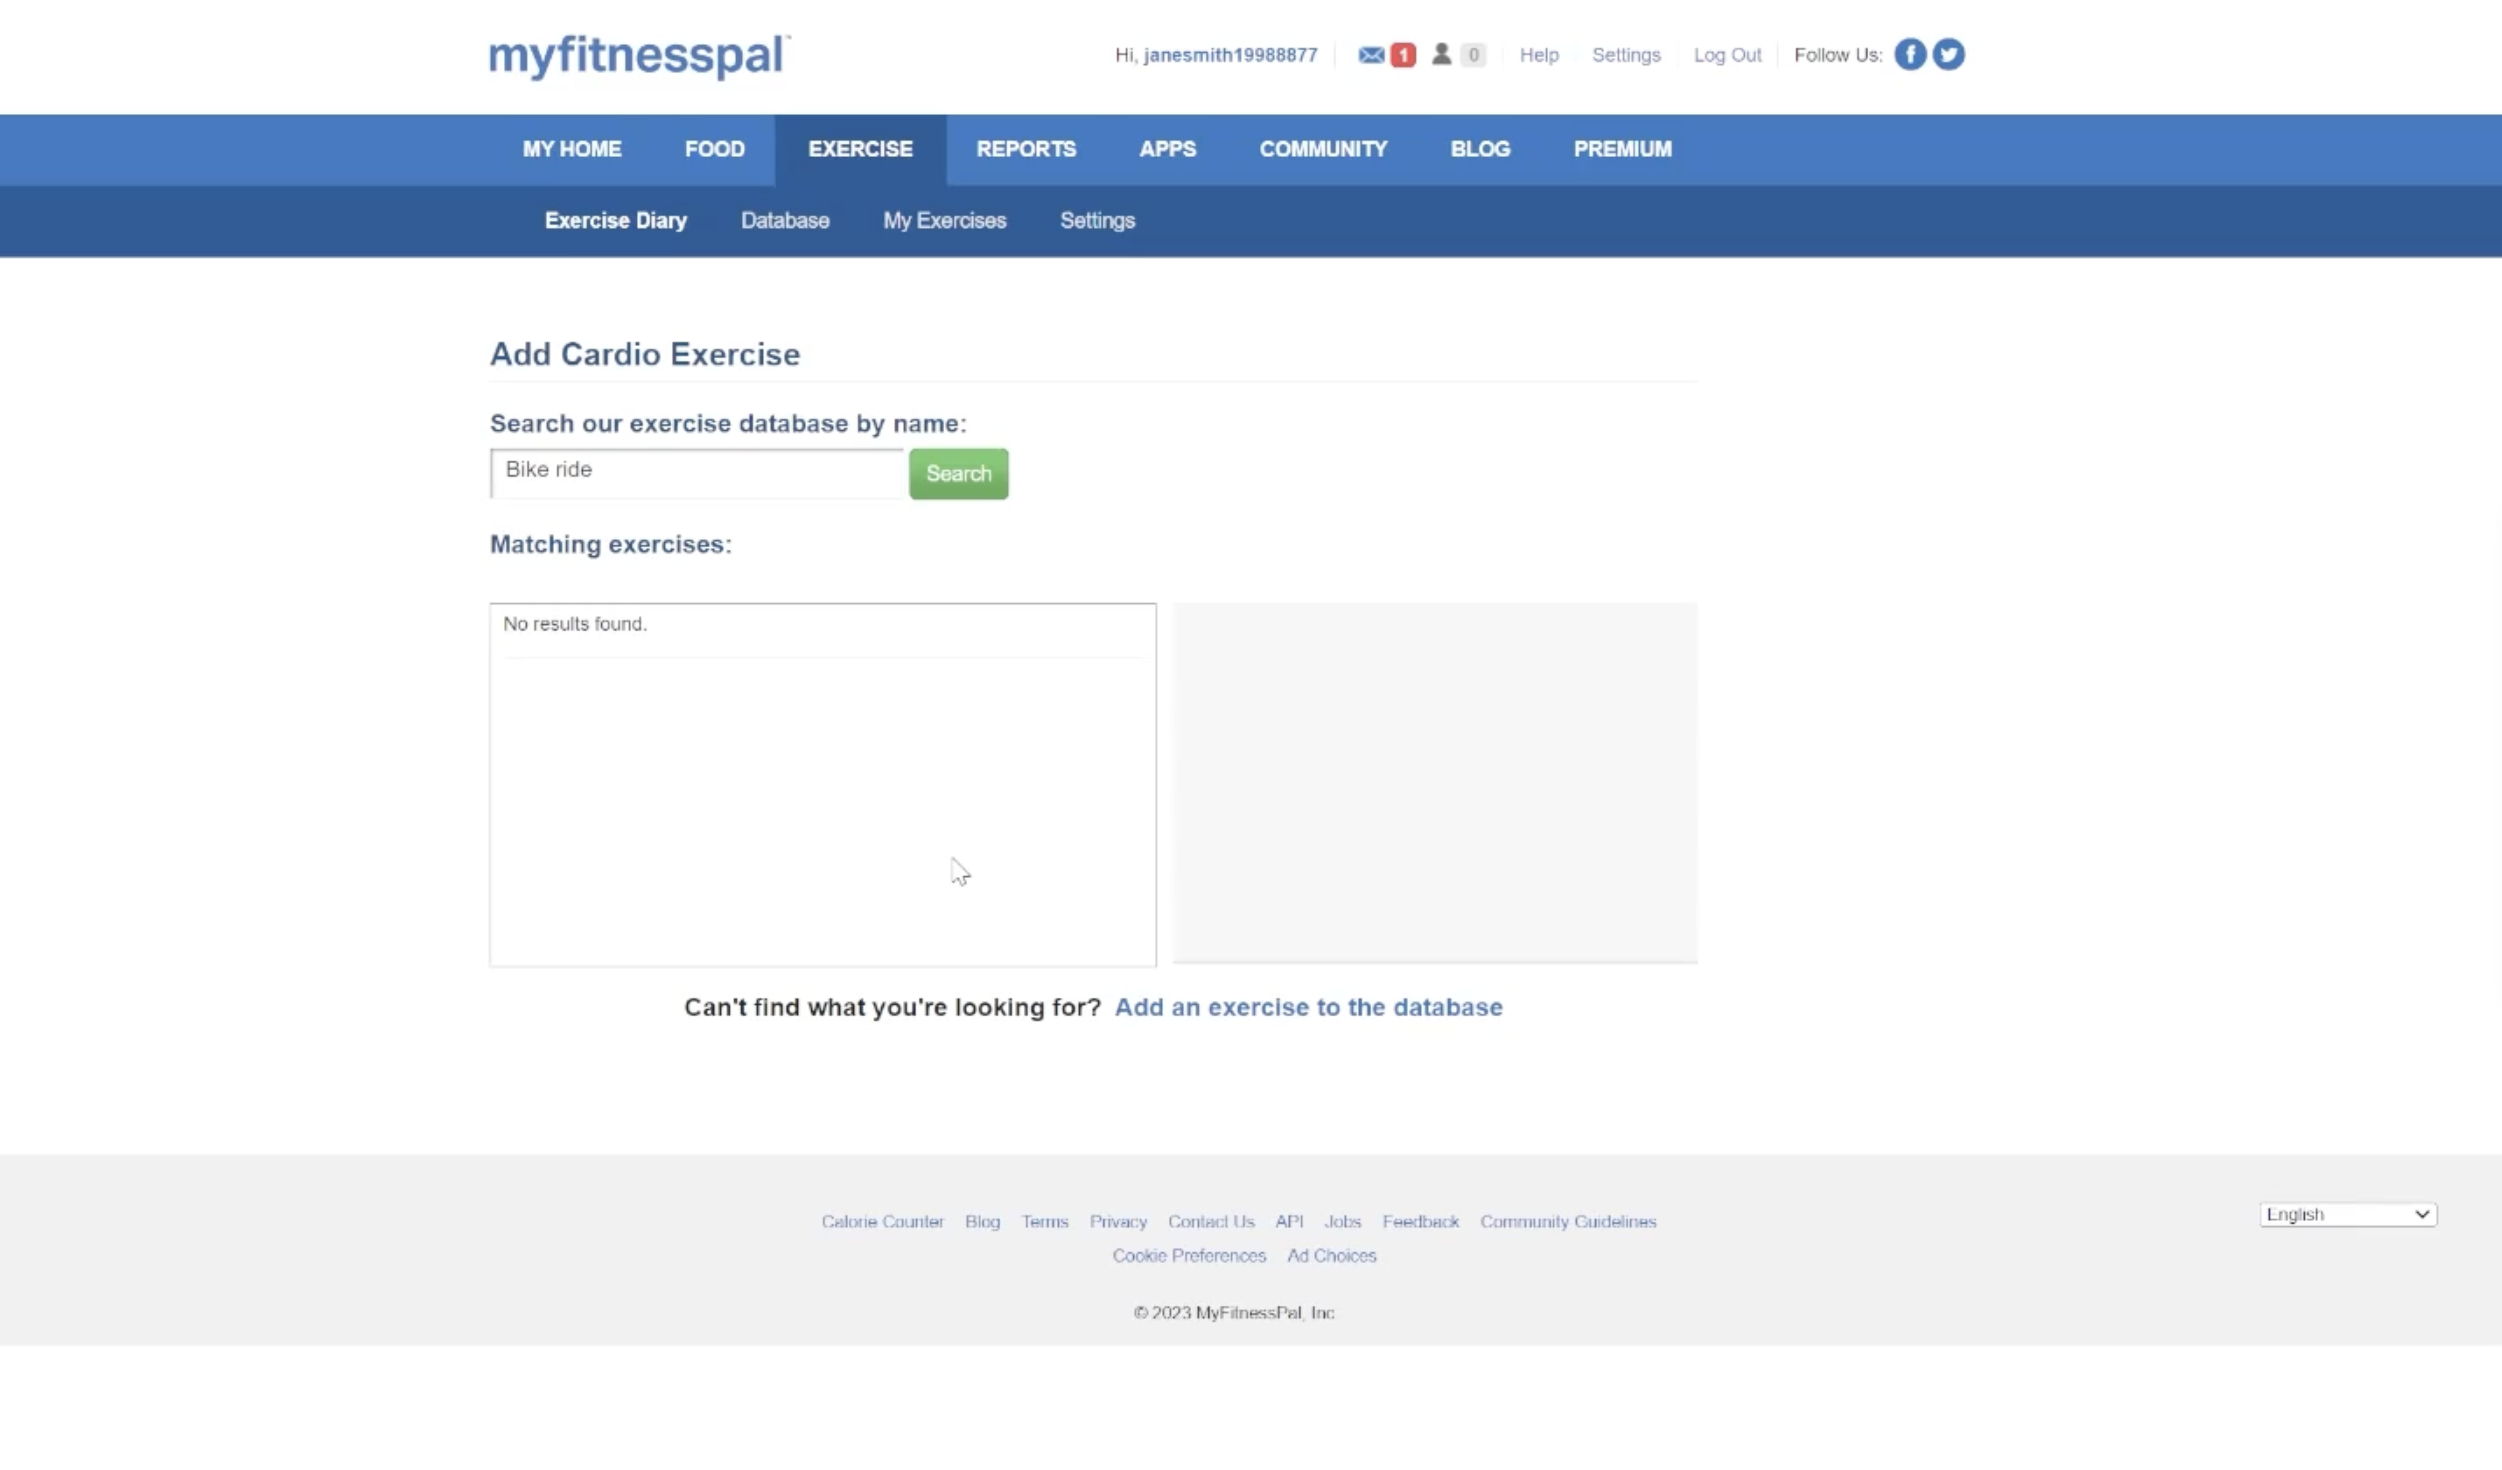 myfitnesspal™
Hi, janesmith19988877 1 0 Help Settings Log Out Follow Us:
MY HOME FOOD EXERCISE REPORTS APPS COMMUNITY BLOG PREMIUM
Exercise Diary Database My Exercises Settings
Add Cardio Exercise
Search our exercise database by name:
Bike ride Search
Matching exercises:
No results found.
Can't find what you're looking for? Add an exercise to the database
Calorie Counter Blog Terms Privacy Contact Us API Jobs Feedback Community Guidelines
English
Cookie Preferences Ad Choices
© 2023 MyFitnessPal, Inc